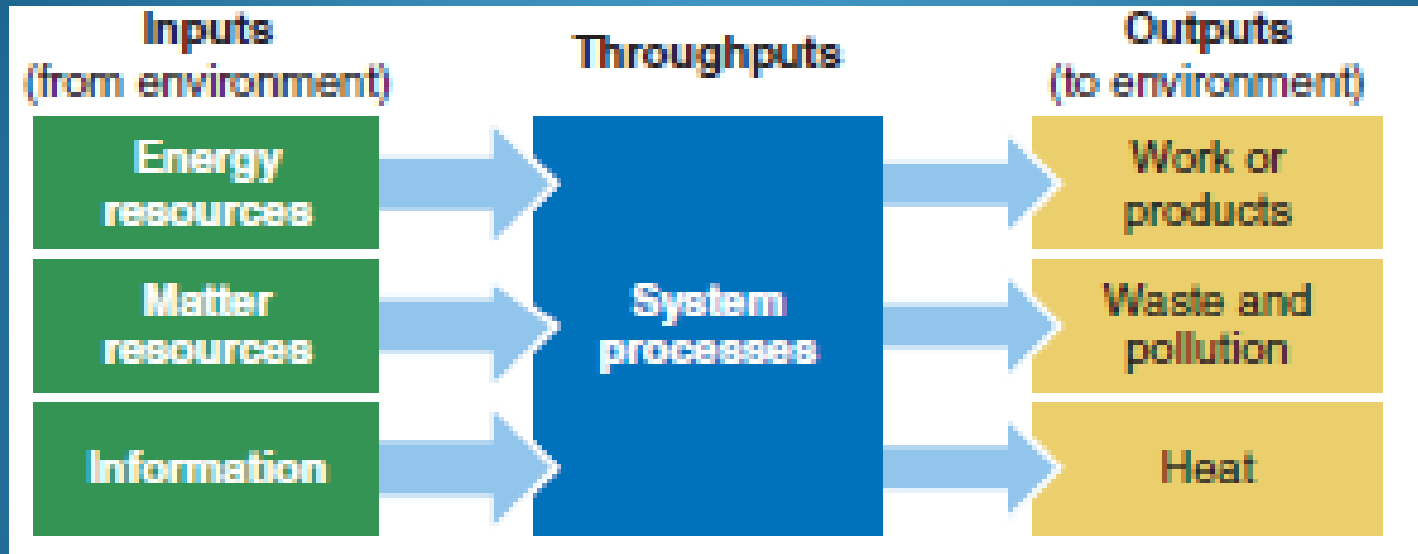 Inputs
(from environment)
Throughputs
Outputs
(to environment)
Energy
resources
Matter
resources
Information
System
processes
Work or
products
Waste and
pollution
Heat